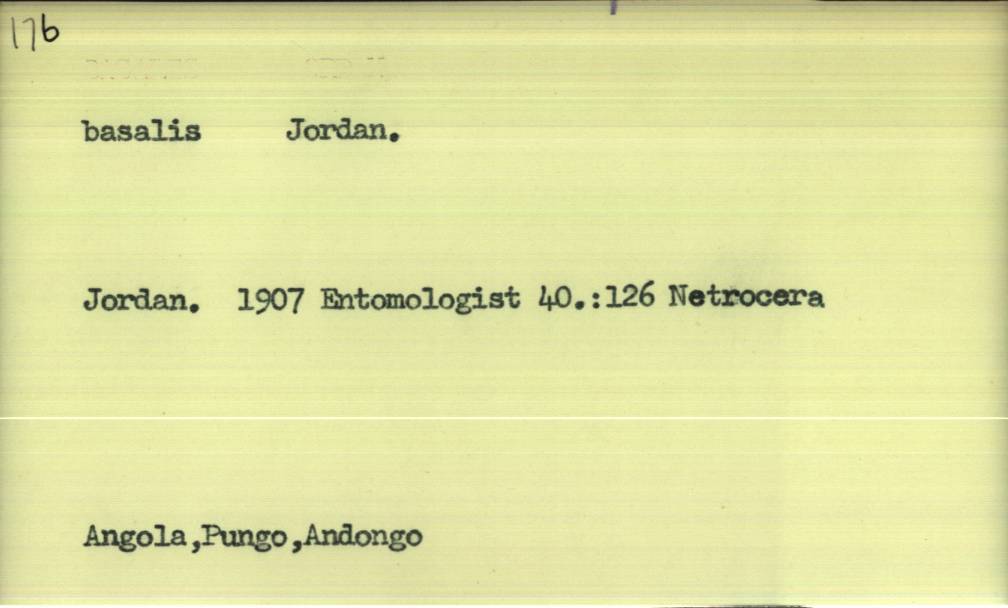 176
basalis Jordan.
Jordan. 1907 Entomologist 40.:126 Netrocera
Angola,Pungo,Andongo